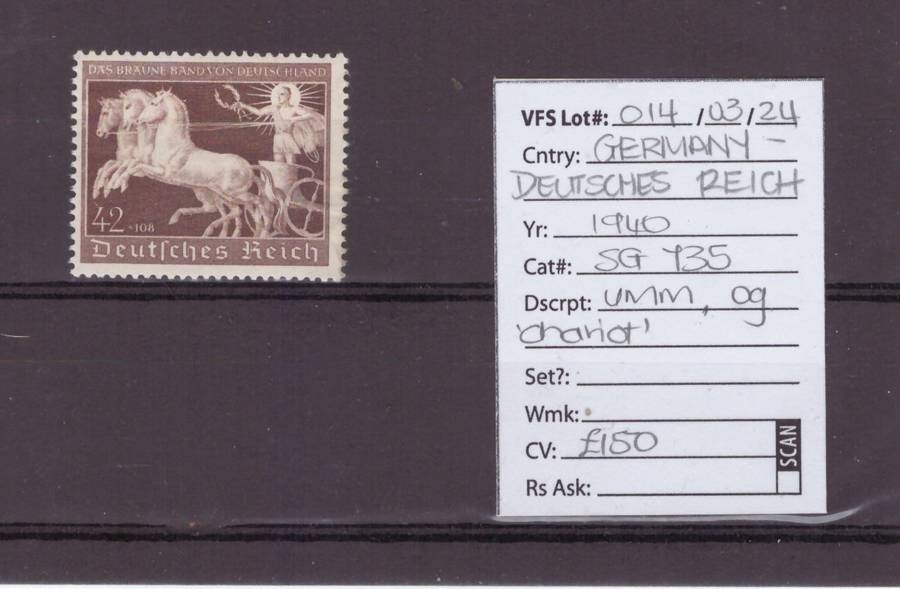 DAS BRAUNE BAND VON DEUTSCHLAND
42 +108
Deutſches Reich
VFS Lot#: 014 / 03 / 24
Cntry: GERMANY –
DEUTSCHES REICH
Yr: 1940
Cat#: SG 735
Dscrpt: UMM, og
'chariot'
Set?:
Wmk:
CV: £150
SCAN
Rs Ask: